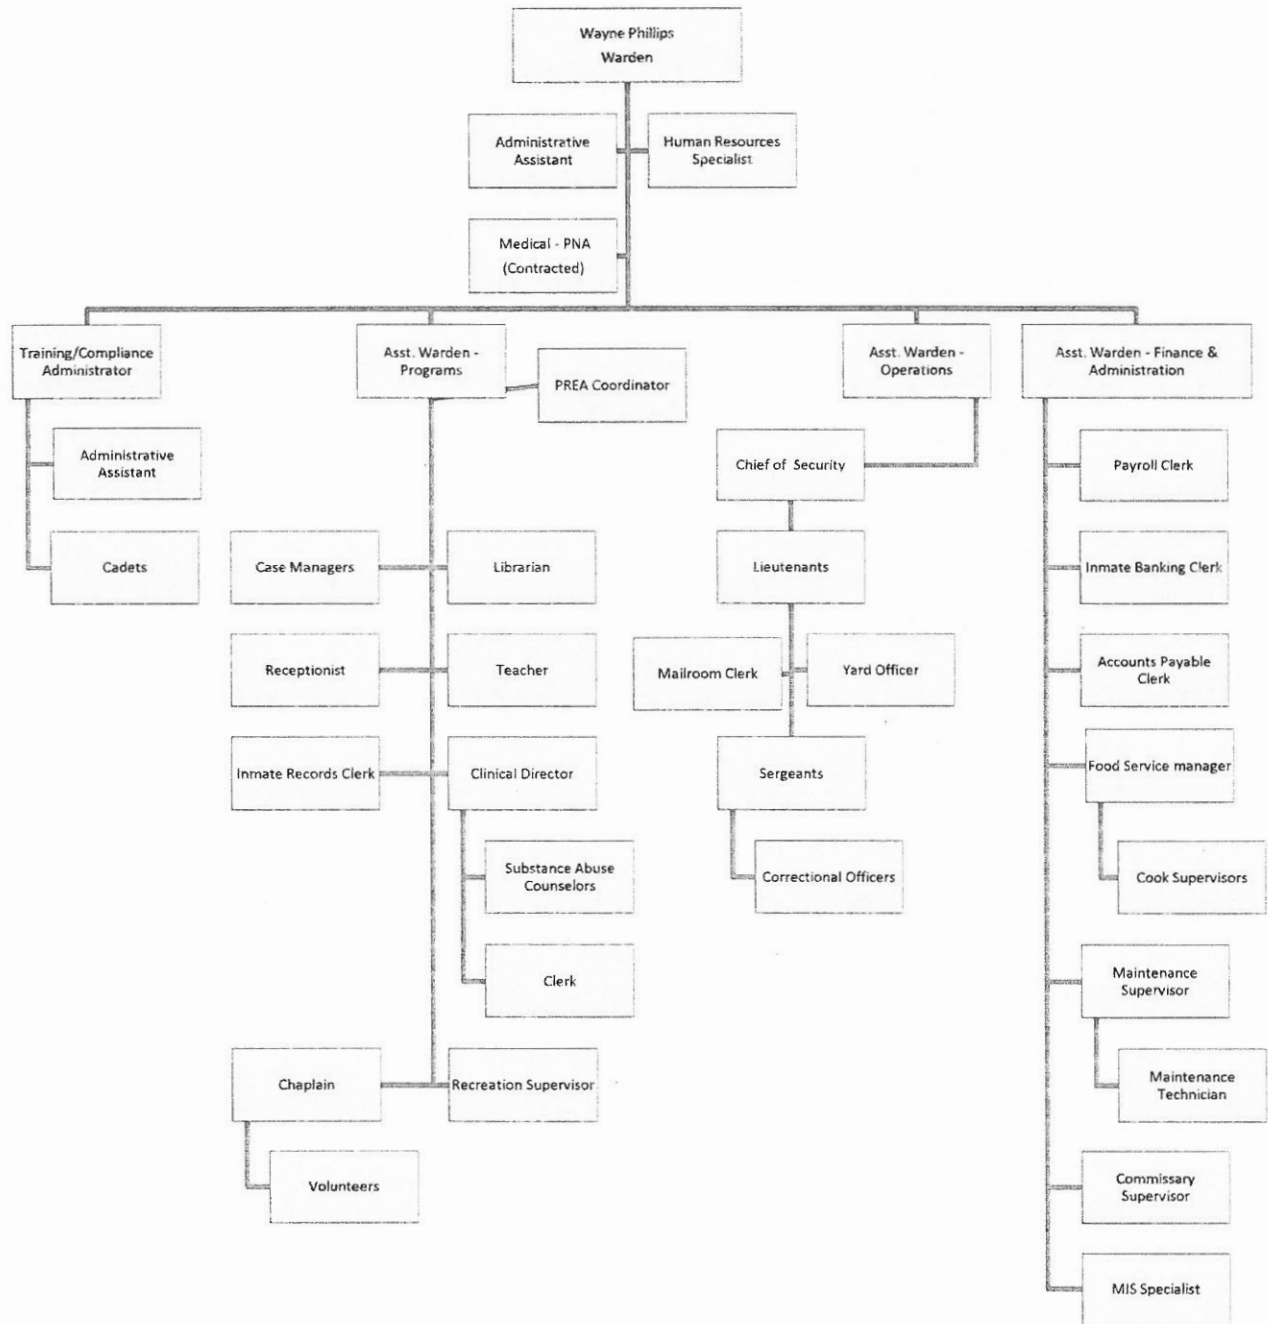 Wayne Phillips
Warden
Administrative
Assistant
Human Resources
Specialist
Medical - PNA
(Contracted)
Training/Compliance
Administrator
Asst. Warden -
Programs
PREA Coordinator
Asst. Warden -
Operations
Asst. Warden - Finance &
Administration
Administrative
Assistant
Cadets
Case Managers
Librarian
Receptionist
Teacher
Inmate Records Clerk
Clinical Director
Substance Abuse
Counselors
Clerk
Chaplain
Recreation Supervisor
Volunteers
Chief of Security
Lieutenants
Mailroom Clerk
Yard Officer
Sergeants
Correctional Officers
Payroll Clerk
Inmate Banking Clerk
Accounts Payable
Clerk
Food Service manager
Cook Supervisors
Maintenance
Supervisor
Maintenance
Technician
Commissary
Supervisor
MIS Specialist